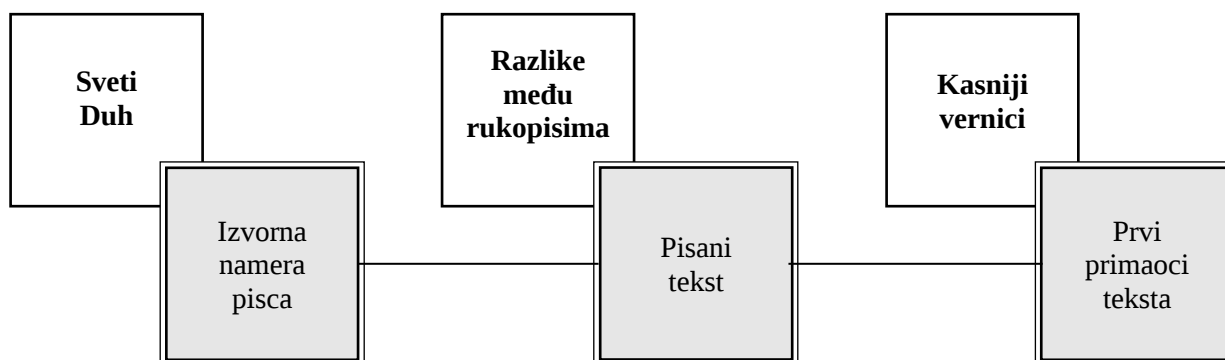 Sveti
Duh
Razlike
među
rukopisima
Kasniji
vernici
Izvorna
namera
pisca
Pisani
tekst
Prvi
primaoci
teksta